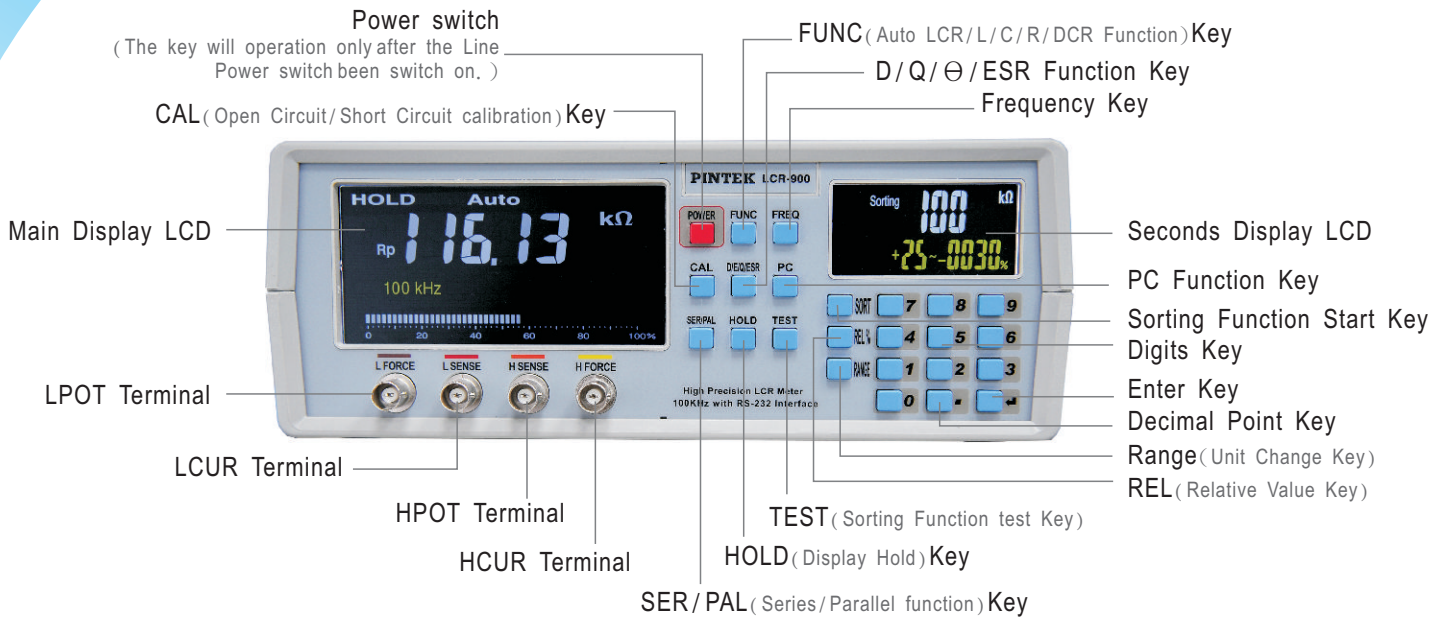 Power switch
(The key will operation only after the Line
Power switch been switch on. )
CAL(Open Circuit/Short Circuit calibration)Key
FUNC(Auto LCR/L/C/R/DCR Function)Key
D/Q/Θ/ESR Function Key
Frequency Key
Main Display LCD
LPOT Terminal
LCUR Terminal
HPOT Terminal
HCUR Terminal
PINTEK LCR-900
HOLD Auto
Rp 116.13 kΩ
100 kHz
0 20 40 60 80 100%
L FORCE L SENSE H SENSE H FORCE
POWER FUNC FREQ
CAL D/E/Q/ESR PC
SER/PAL HOLD TEST
High Precision LCR Meter
100KHz with RS-232 Interface
Sorting 100 kΩ
+25~-0030%
SORT 7 8 9
REL% 4 5 6
RANGE 1 2 3
0 . ↵
Seconds Display LCD
PC Function Key
Sorting Function Start Key
Digits Key
Enter Key
Decimal Point Key
Range(Unit Change Key)
REL(Relative Value Key)
TEST(Sorting Function test Key)
HOLD(Display Hold)Key
SER/PAL(Series/Parallel function)Key